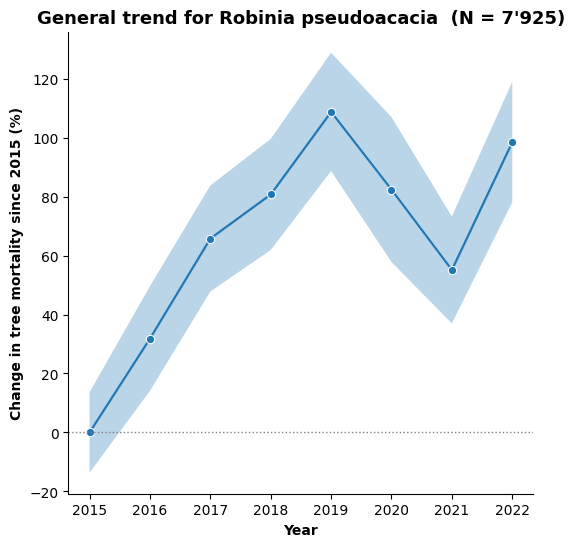 General trend for Robinia pseudoacacia (N = 7'925)
Change in tree mortality since 2015 (%)
120
100
80
60
40
20
0
−20
2015 2016 2017 2018 2019 2020 2021 2022
Year